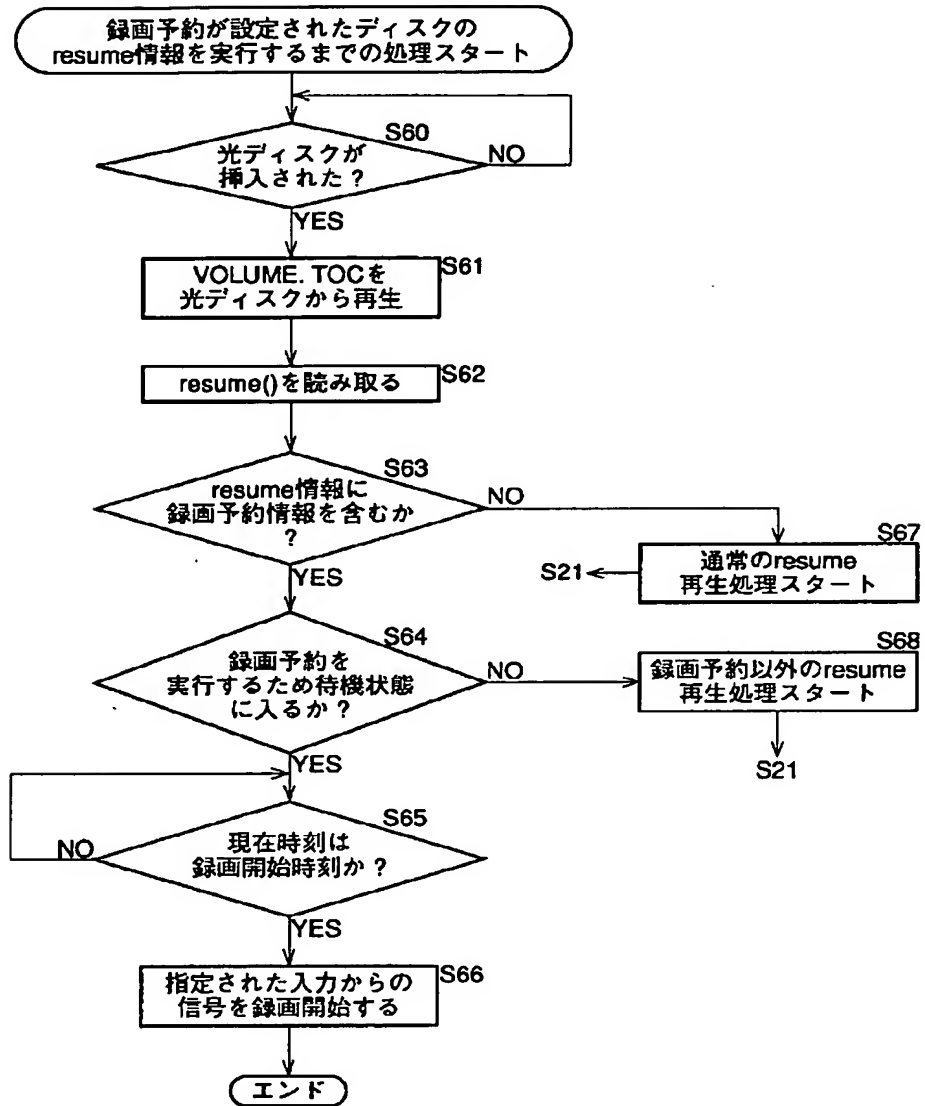 録画予約が設定されたディスクの
resume情報を実行するまでの処理スタート
S60
光ディスクが
挿入された？
NO
YES
S61
VOLUME. TOCを
光ディスクから再生
S62
resume()を読み取る
S63
resume情報に
録画予約情報を含むか
？
NO
YES
S67
通常のresume
再生処理スタート
S21
S64
録画予約を
実行するため待機状態
に入るか？
NO
YES
S68
録画予約以外のresume
再生処理スタート
S21
S65
現在時刻は
録画開始時刻か？
NO
YES
S66
指定された入力からの
信号を録画開始する
エンド